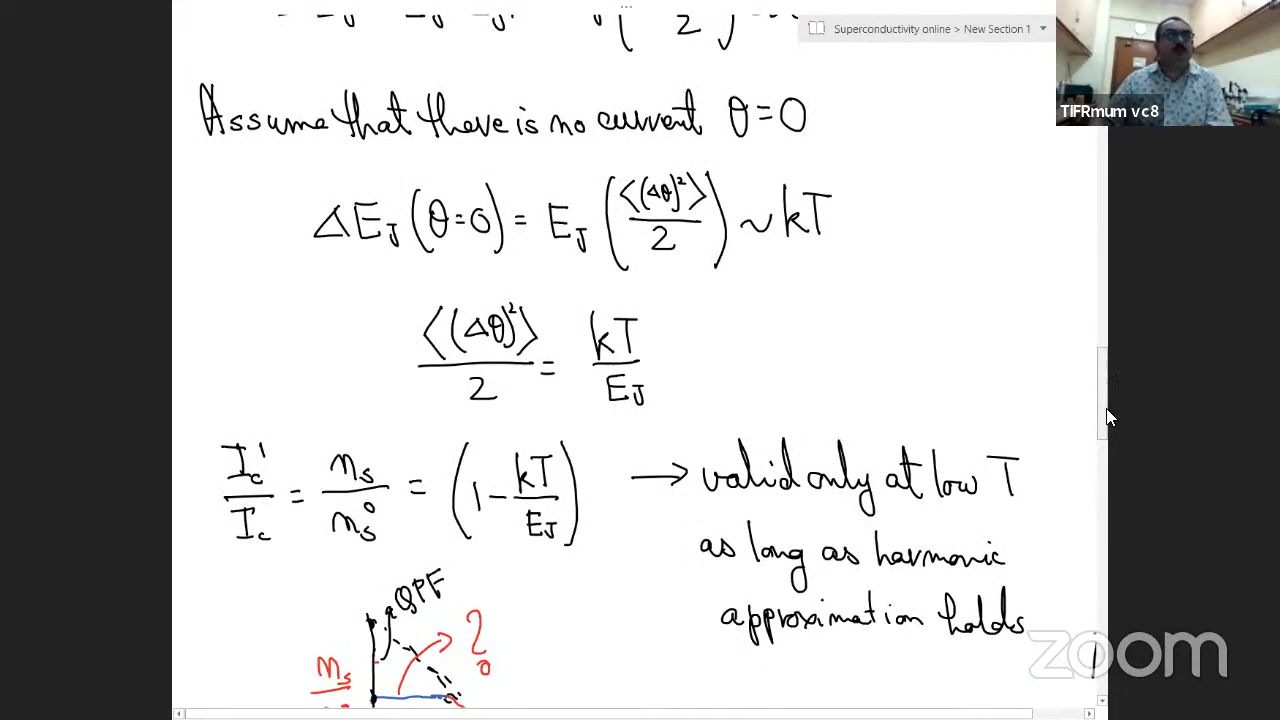 Superconductivity online > New Section 1
TIFRmum vc8
Assume that there is no current θ=0
ΔE_J (θ=0) = E_J (⟨(Δθ)²⟩/2) ~ kT
⟨(Δθ)²⟩/2 = kT/E_J
I_c'/I_c = n_s/n_s⁰ = (1 - kT/E_J) → valid only at low T
as long as harmonic
approximation holds
QPF
?
n_s
zoom